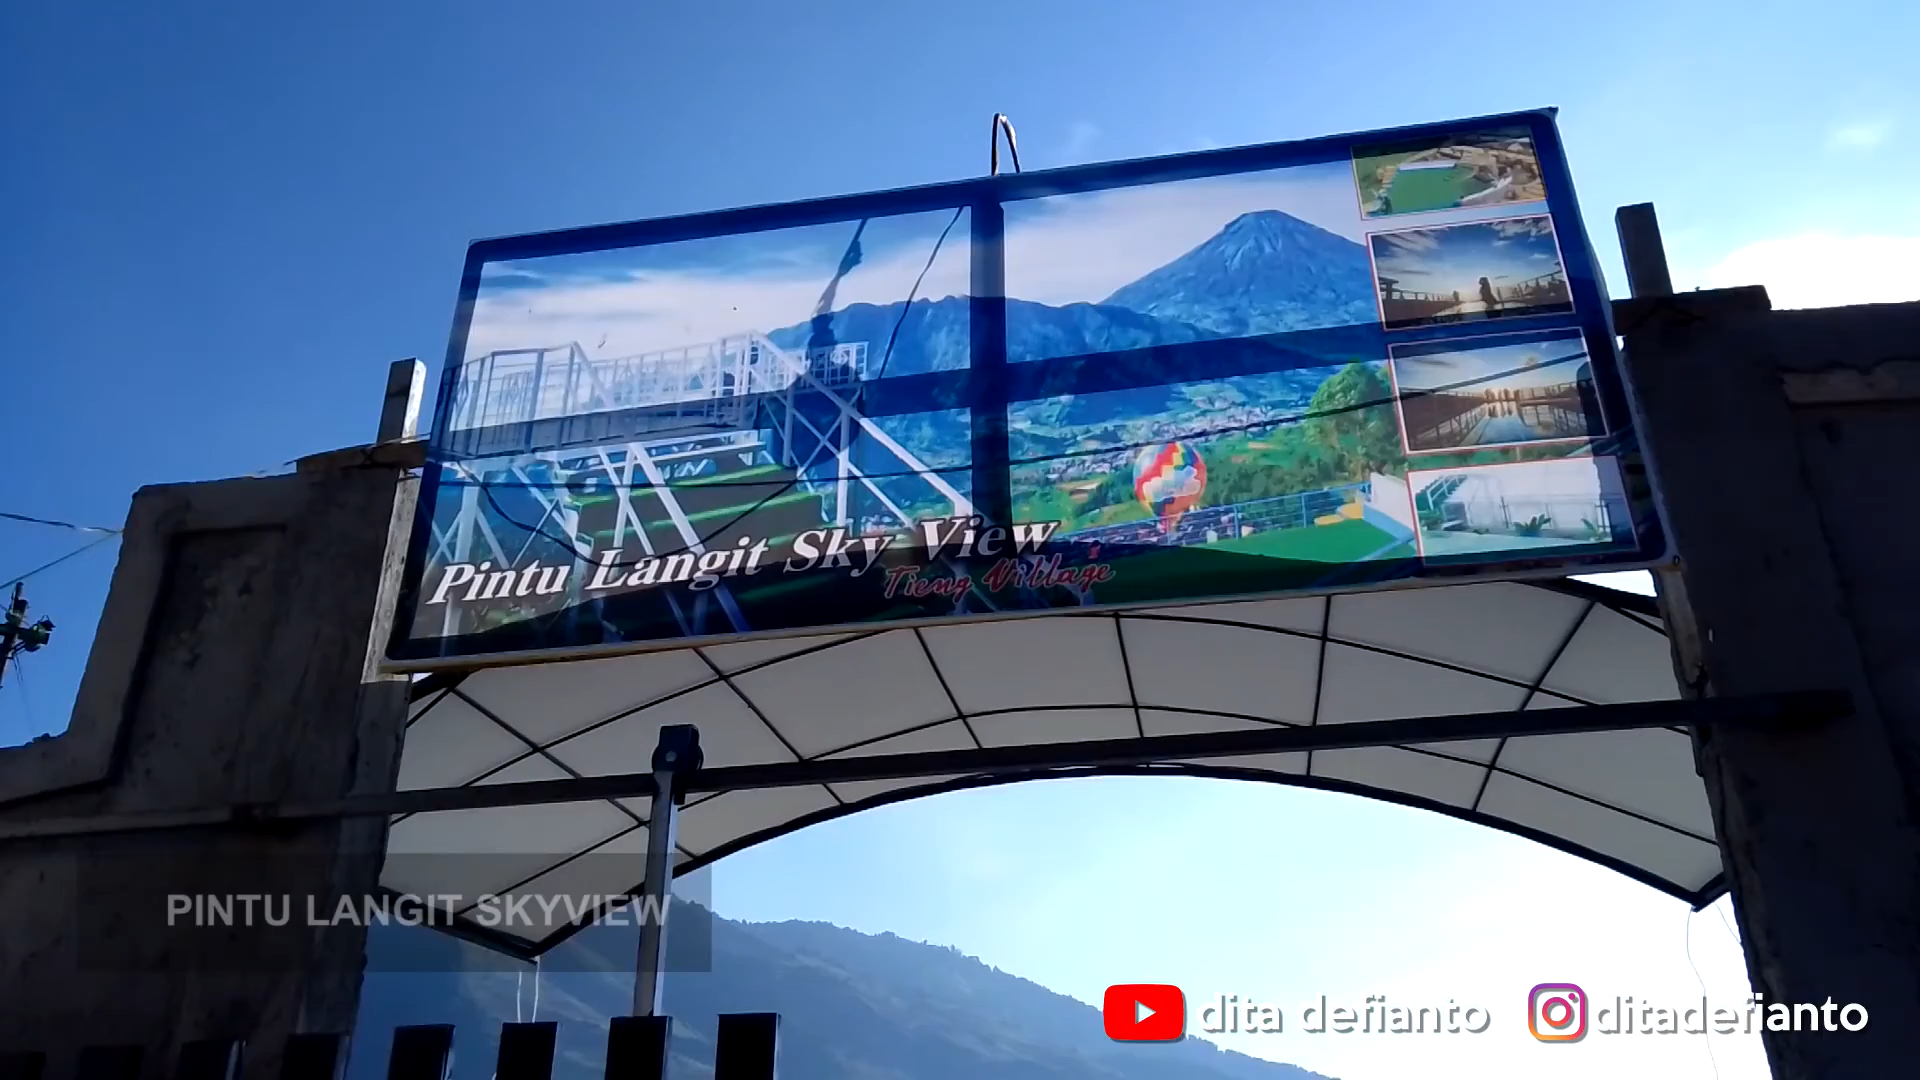 Pintu Langit Sky View
Tieng Village
PINTU LANGIT SKYVIEW
dita defianto
ditadefianto